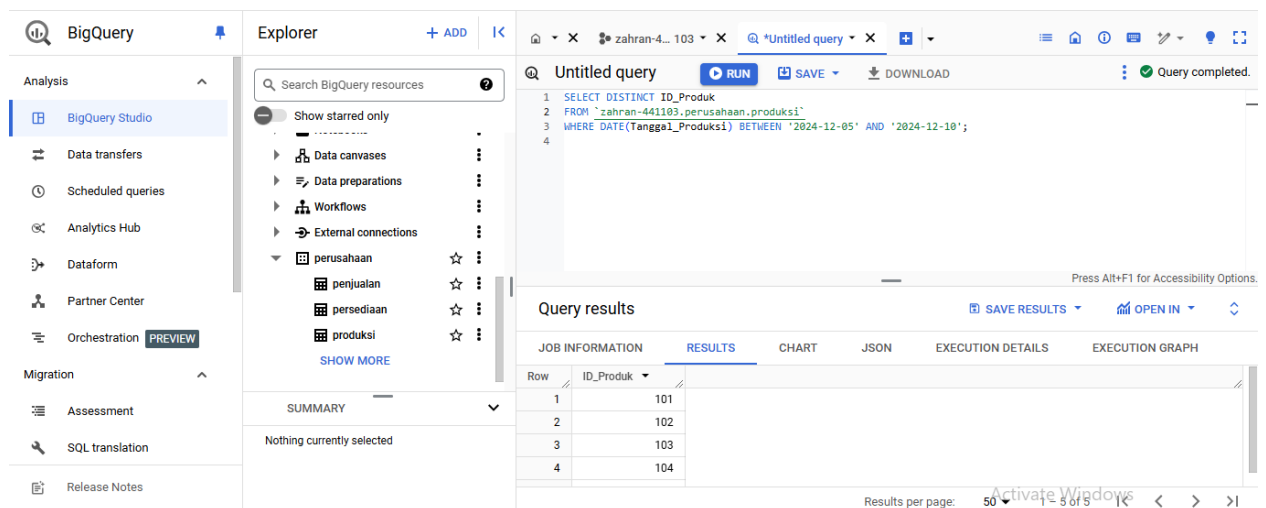 BigQuery
Analysis
BigQuery Studio
Data transfers
Scheduled queries
Analytics Hub
Dataform
Partner Center
Orchestration PREVIEW
Migration
Assessment
SQL translation
Release Notes
Explorer
+ ADD
Search BigQuery resources
Show starred only
Data canvases
Data preparations
Workflows
External connections
perusahaan
penjualan
persediaan
produksi
SHOW MORE
SUMMARY
Nothing currently selected
zahran-4... 103
*Untitled query
Untitled query
RUN
SAVE
DOWNLOAD
Query completed.
1 SELECT DISTINCT ID_Produk
2 FROM `zahran-441103.perusahaan.produksi`
3 WHERE DATE(Tanggal_Produksi) BETWEEN '2024-12-05' AND '2024-12-10';
4
Press Alt+F1 for Accessibility Options.
Query results
SAVE RESULTS
OPEN IN
JOB INFORMATION
RESULTS
CHART
JSON
EXECUTION DETAILS
EXECUTION GRAPH
Row ID_Produk
1 101
2 102
3 103
4 104
Activate Windows
Results per page: 50 1 – 5 of 5